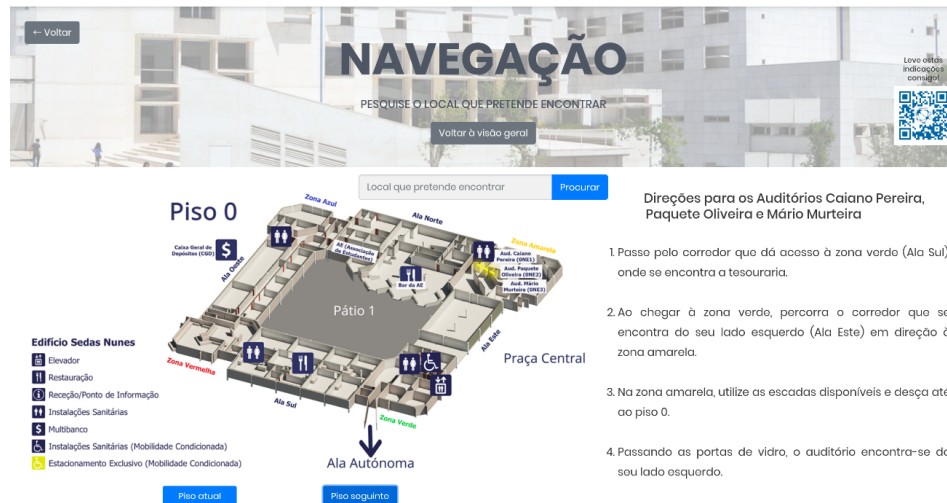 ← Voltar
NAVEGAÇÃO
PESQUISE O LOCAL QUE PRETENDE ENCONTRAR
Voltar à visão geral
Leve estas
indicações
consigo!
Local que pretende encontrar
Procurar
Piso 0
Zona Azul
Ala Norte
Zona Amarela
Caixa Geral de
Depósitos (CGD)
$
Ala Oeste
AE (Associação
de Estudantes)
Bar da AE
Aud. Caiano
Pereira (ONE1)
Aud. Paquete
Oliveira (ONE2)
Aud. Mário
Murteira (ONE3)
Pátio 1
Ala Este
Praça Central
Zona Vermelha
Ala Sul
Zona Verde
Ala Autónoma
Edifício Sedas Nunes
Elevador
Restauração
Receção/Ponto de Informação
Instalações Sanitárias
$ Multibanco
Instalações Sanitárias (Mobilidade Condicionada)
Estacionamento Exclusivo (Mobilidade Condicionada)
Piso atual
Piso seguinte
Direções para os Auditórios Caiano Pereira,
Paquete Oliveira e Mário Murteira
1. Passe pelo corredor que dá acesso à zona verde (Ala Sul)
onde se encontra a tesouraria.
2. Ao chegar à zona verde, percorra o corredor que se
encontra do seu lado esquerdo (Ala Este) em direção à
zona amarela.
3. Na zona amarela, utilize as escadas disponíveis e desça até
ao piso 0.
4. Passando as portas de vidro, o auditório encontra-se do
seu lado esquerdo.